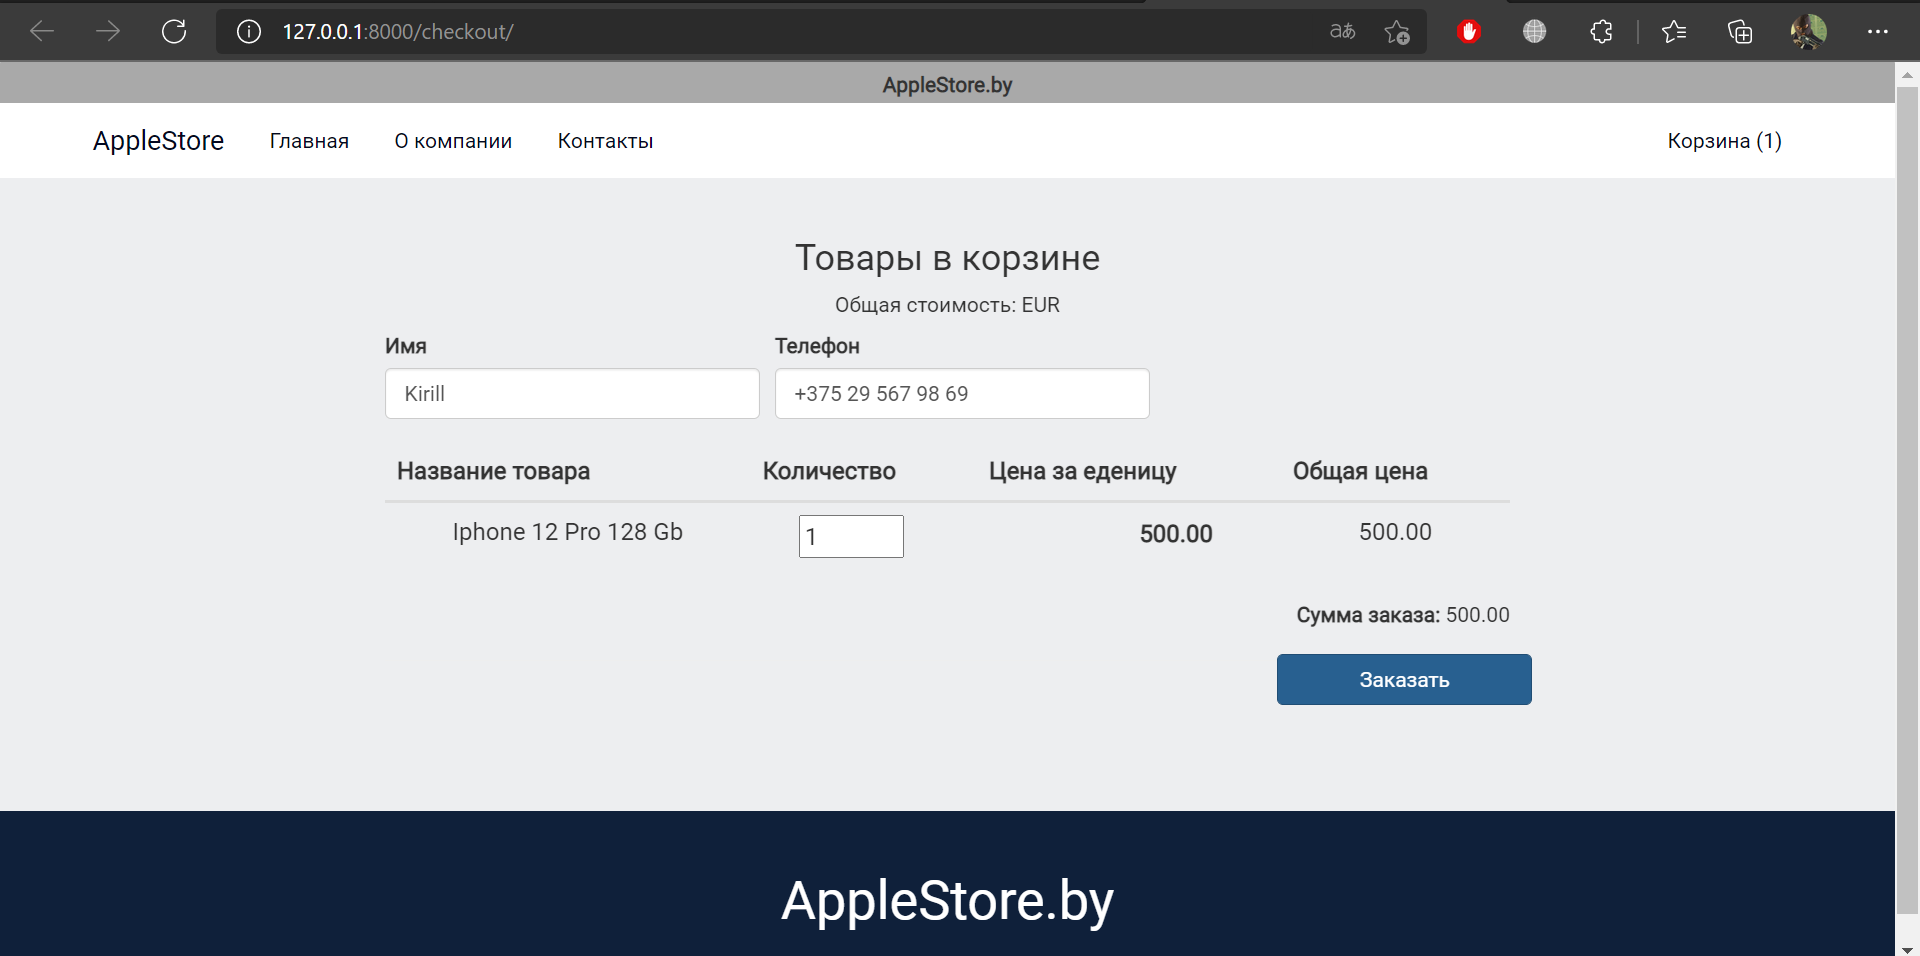 127.0.0.1:8000/checkout/
AppleStore.by
AppleStore Главная О компании Контакты Корзина (1)
Товары в корзине
Общая стоимость: EUR
Имя Телефон
Kirill +375 29 567 98 69
Название товара Количество Цена за еденицу Общая цена
Iphone 12 Pro 128 Gb 1 500.00 500.00
Сумма заказа: 500.00
Заказать
AppleStore.by